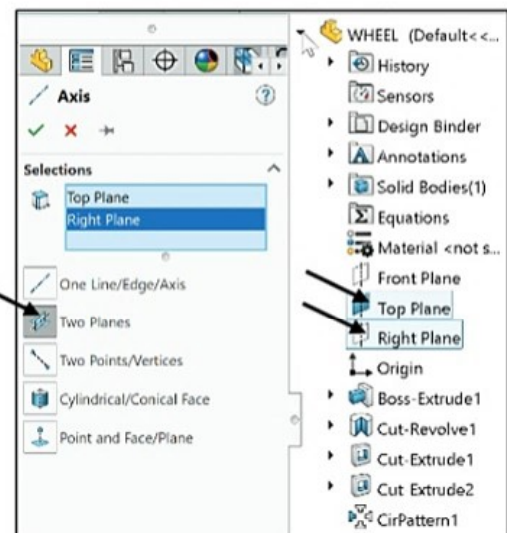 Axis
Selections
Top Plane
Right Plane
One Line/Edge/Axis
Two Planes
Two Points/Vertices
Cylindrical/Conical Face
Point and Face/Plane
WHEEL (Default<<...
History
Sensors
Design Binder
Annotations
Solid Bodies(1)
Equations
Material <not s...
Front Plane
Top Plane
Right Plane
Origin
Boss-Extrude1
Cut-Revolve1
Cut-Extrude1
Cut Extrude2
CirPattern1